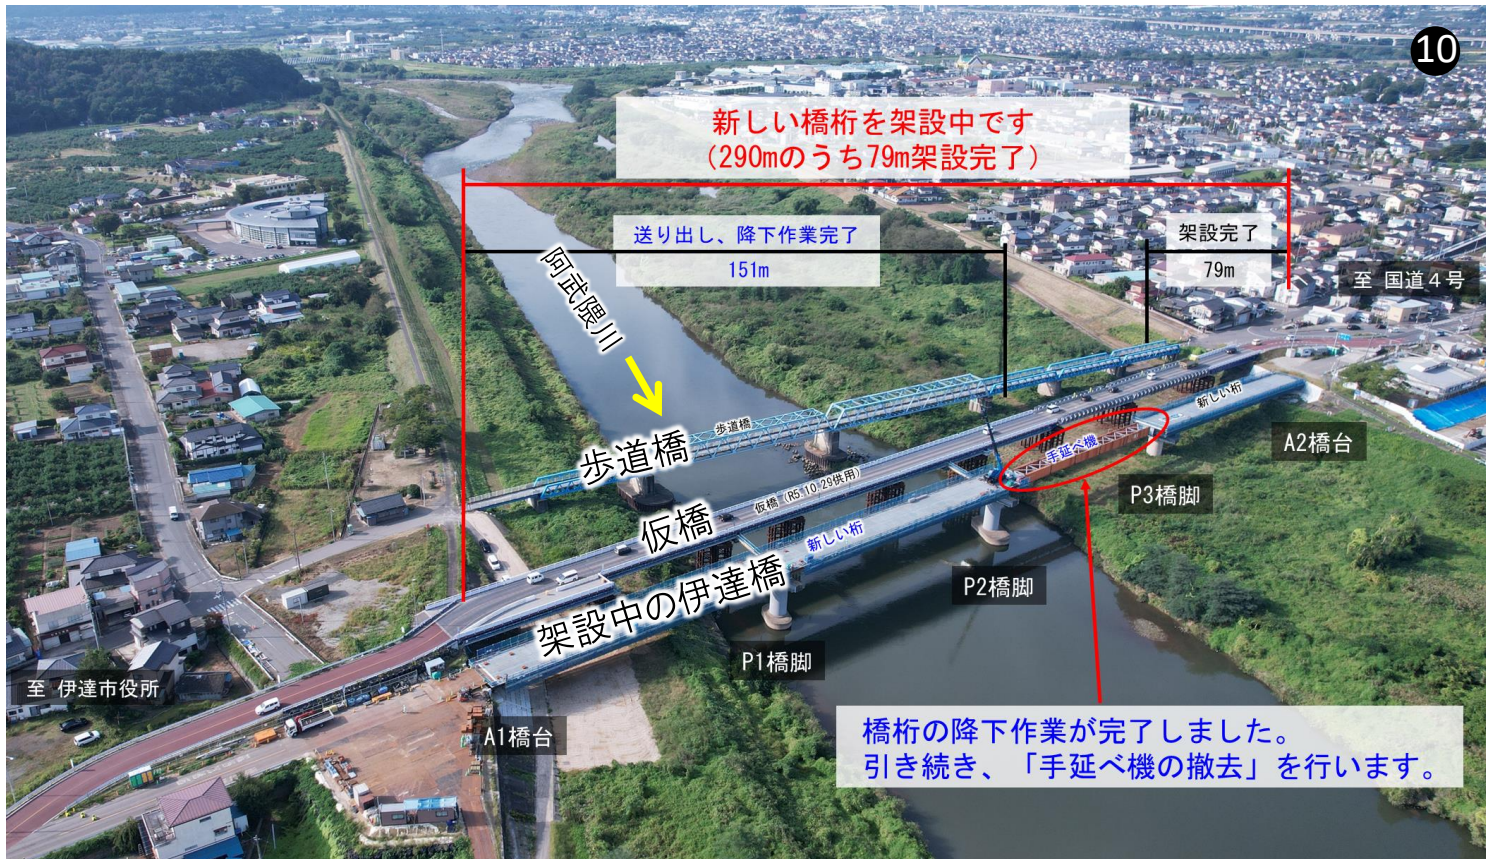 10
新しい橋桁を架設中です
（290mのうち79m架設完了）
送り出し、降下作業完了
151m
架設完了
79m
至 国道４号
阿武隈川
歩道橋
歩道橋
新しい桁
手延べ機
A2橋台
P3橋脚
仮橋
仮橋（R5.10.29供用）
新しい桁
架設中の伊達橋
P2橋脚
P1橋脚
至 伊達市役所
A1橋台
橋桁の降下作業が完了しました。
引き続き、「手延べ機の撤去」を行います。